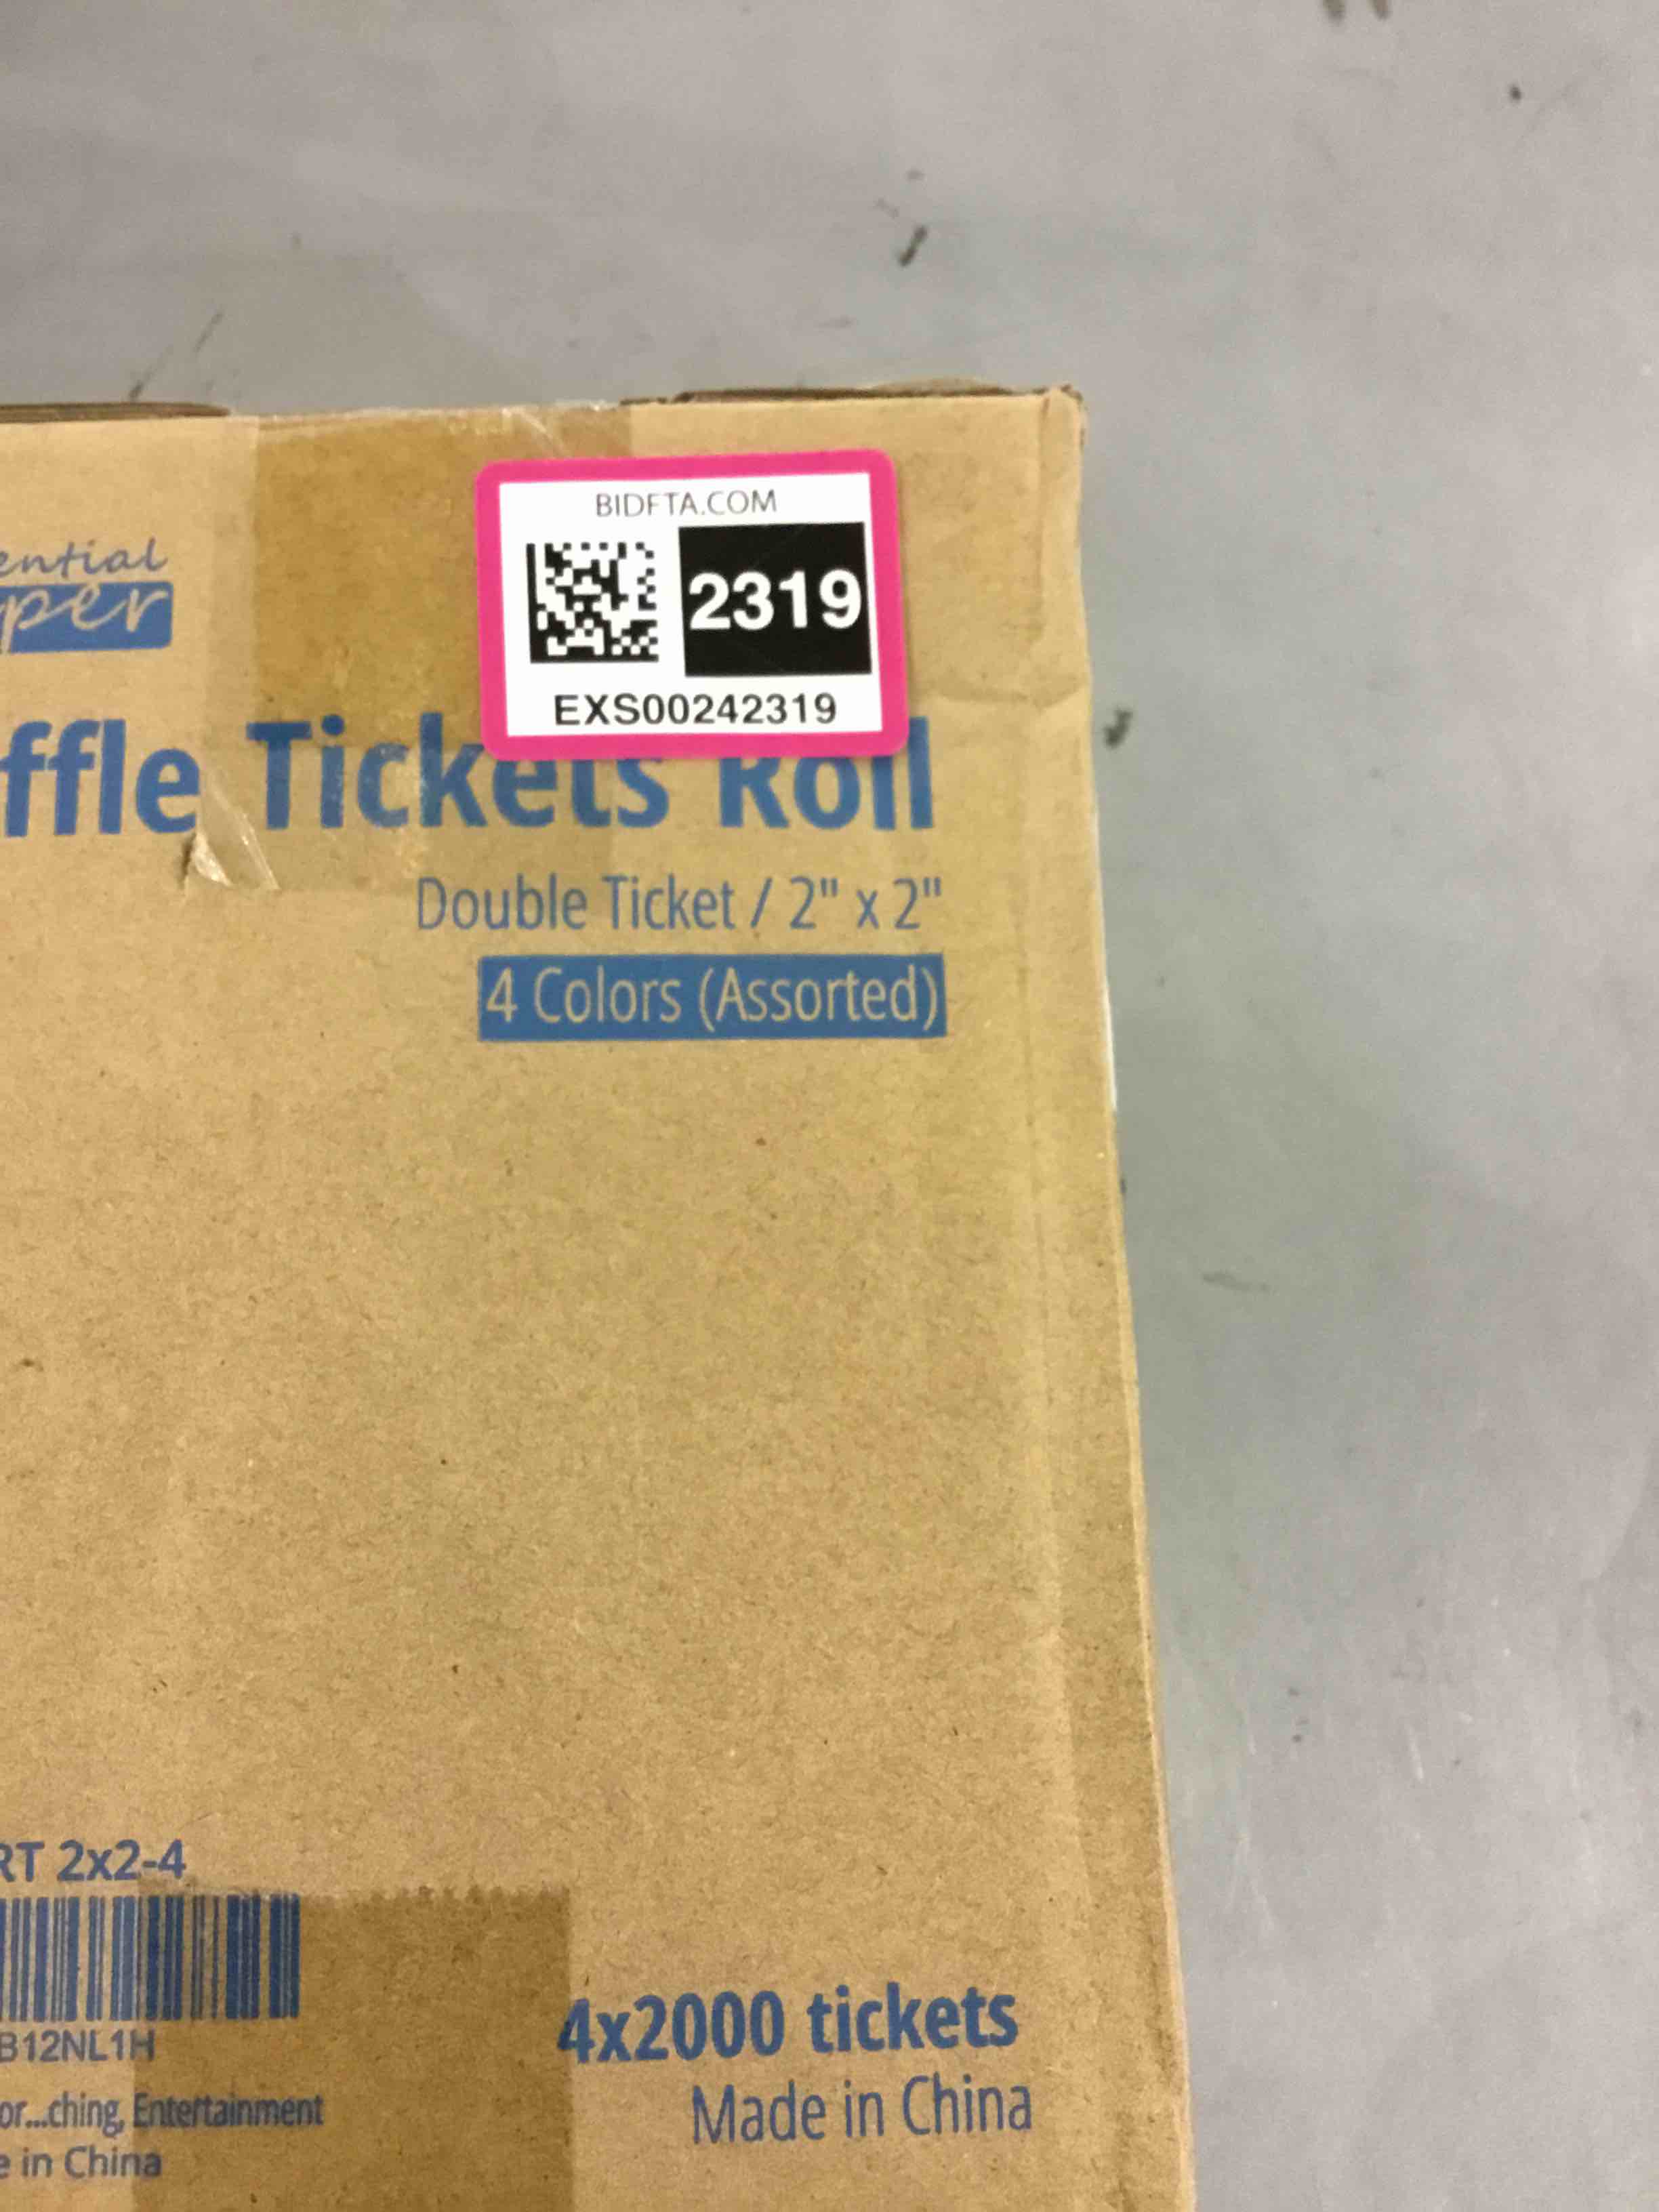 BIDFTA.COM
2319
EXS00242319
ential
per
ffle Tickets Roll
Double Ticket / 2" x 2"
4 Colors (Assorted)
RT 2x2-4
B12NL1H
or...ching, Entertainment
e in China
4x2000 tickets
Made in China